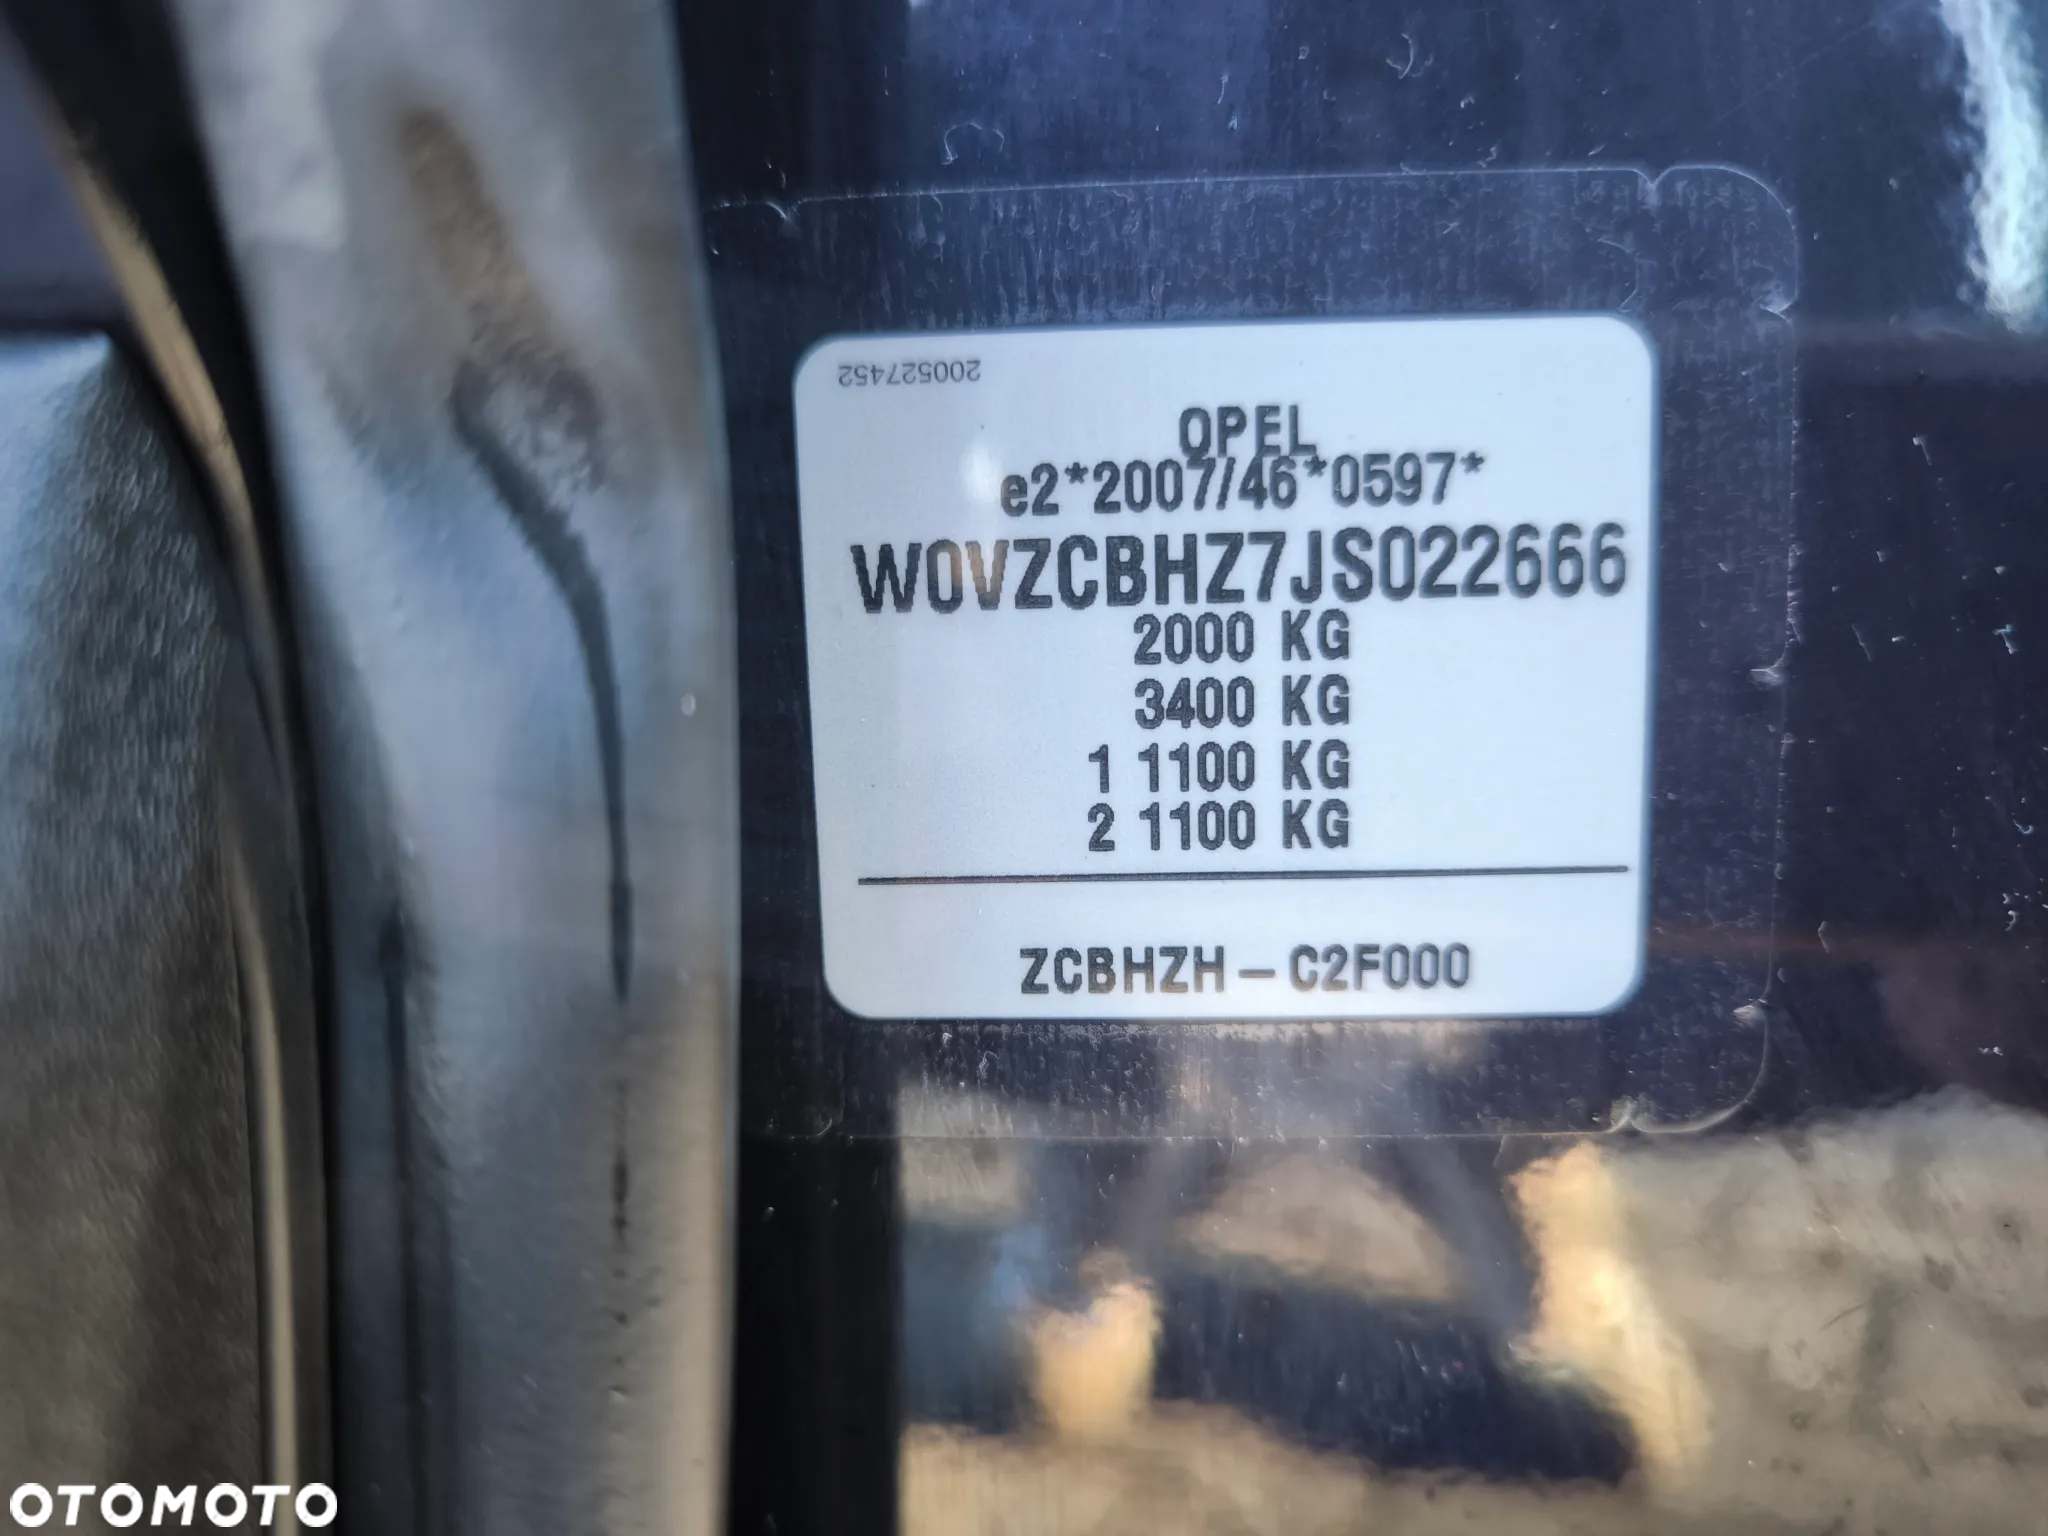 200527452
OPEL
e2*2007/46*0597*
W0VZCBHZ7JS022666
2000 KG
3400 KG
1 1100 KG
2 1100 KG
ZCBHZH - C2F000
OTOMOTO